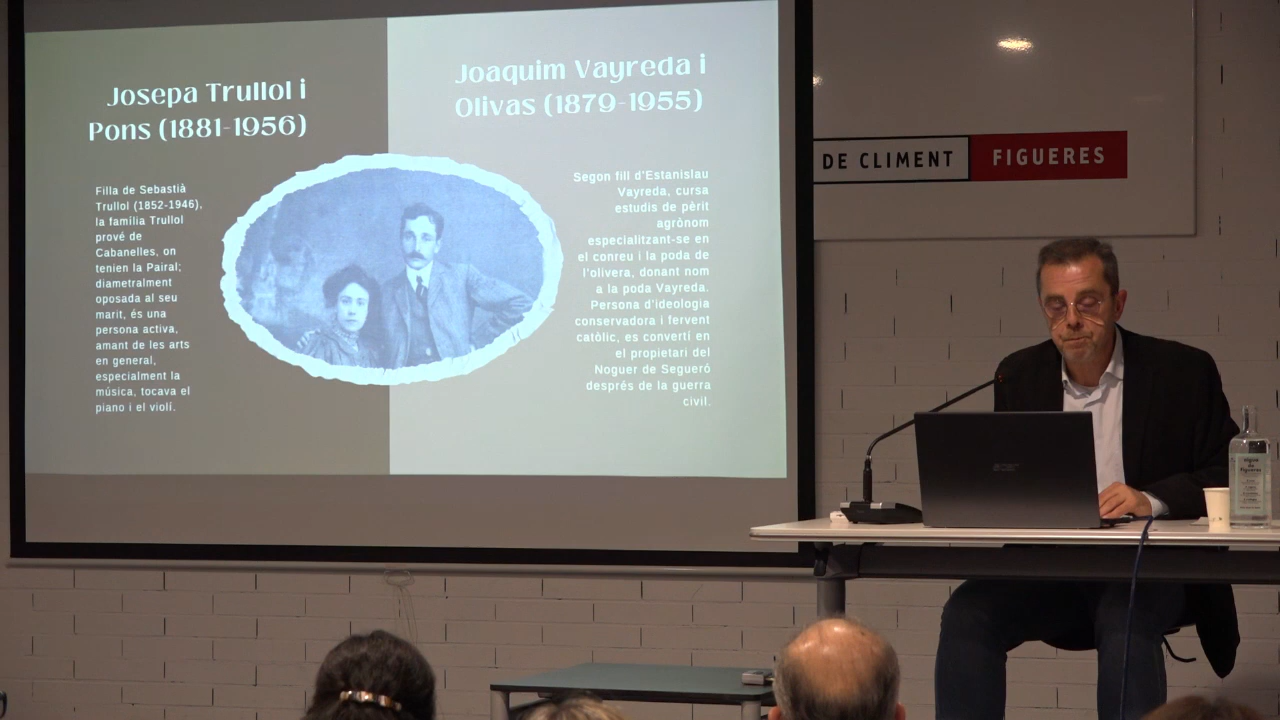 Josepa Trullol i
Pons (1881-1956)
Filla de Sebastià
Trullol (1852-1946),
la família Trullol
prové de
Cabanelles, on
tenien la Pairal;
diametralment
oposada al seu
marit, és una
persona activa,
amant de les arts
en general,
especialment la
música, tocava el
piano i el violí.
Joaquim Vayreda i
Olivas (1879-1955)
Segon fill d'Estanislau
Vayreda, cursa
estudis de pèrit
agrònom
especialitzant-se en
el conreu i la poda de
l'olivera, donant nom
a la poda Vayreda.
Persona d'ideologia
conservadora i fervent
catòlic, es convertí en
el propietari del
Noguer de Segueró
després de la guerra
civil.
DE CLIMENT FIGUERES
aigua
de
figueres